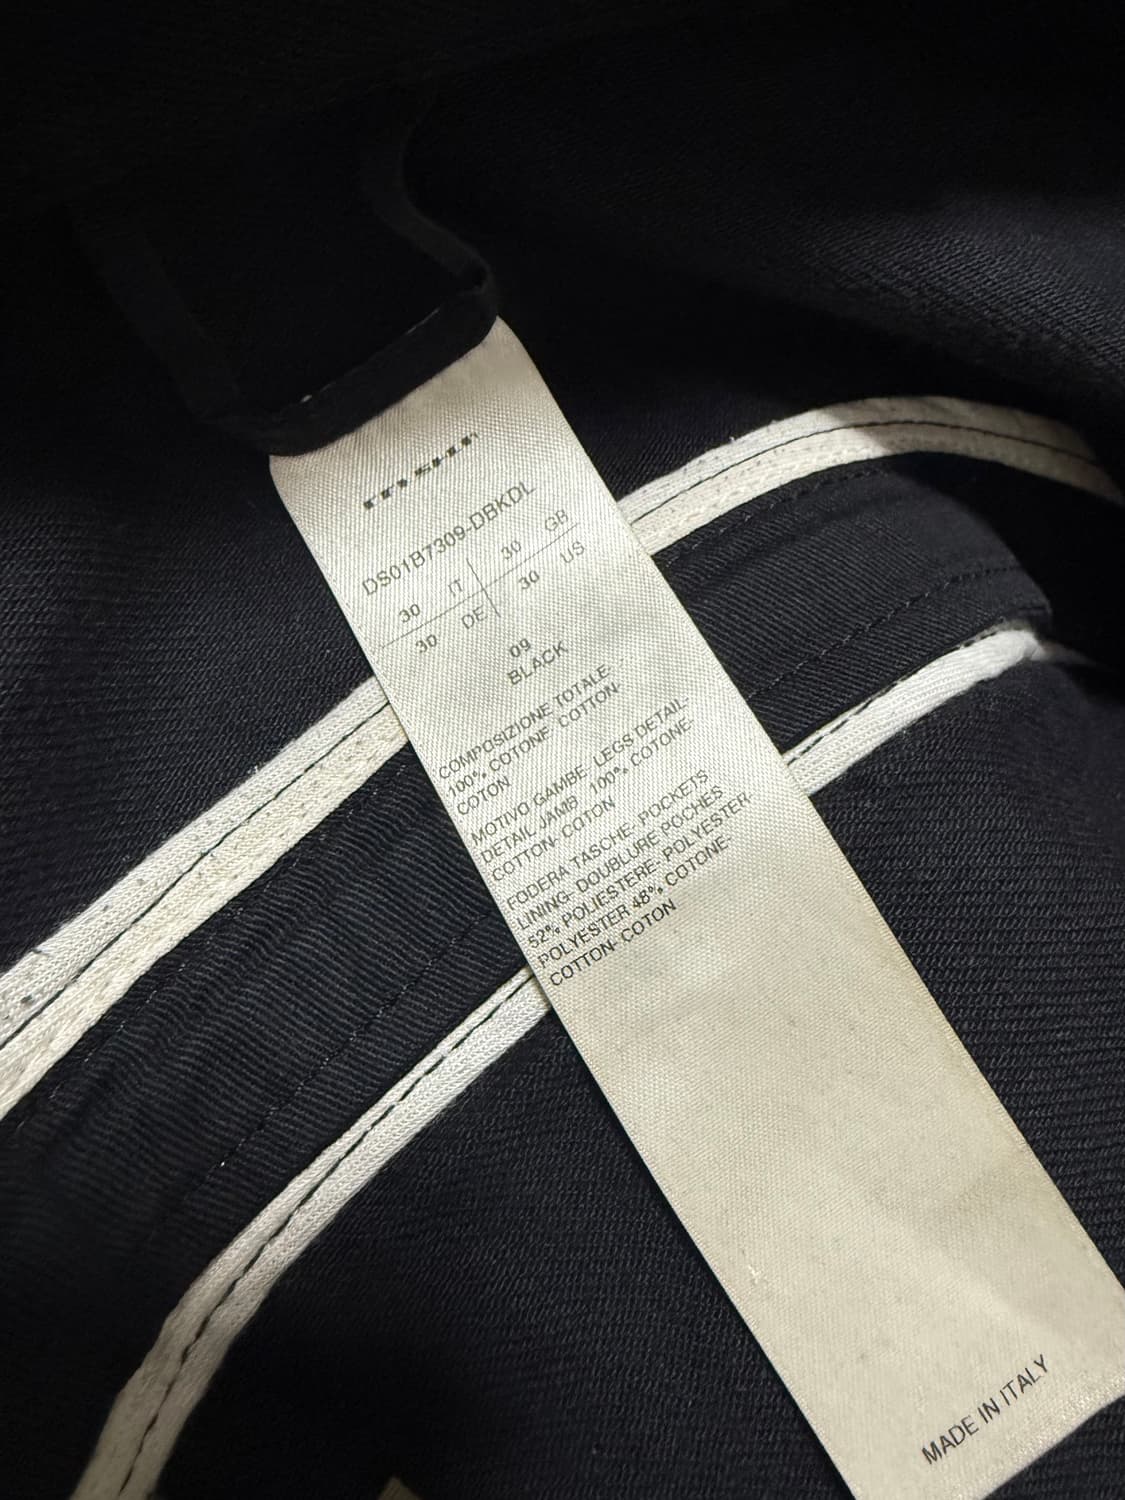 DS01B7309-DBKDL
30 IT 30 GB
30 DE 30 US
09
BLACK
COMPOSIZIONE TOTALE-
100% COTONE- COTTON-
COTON
MOTIVO GAMBE- LEGS DETAIL-
DETAIL JAMB 100% COTONE-
COTTON- COTON
FODERA TASCHE- POCKETS
LINING- DOUBLURE POCHES
52% POLIESTERE- POLYESTER-
POLYESTER 48% COTONE-
COTTON- COTON
MADE IN ITALY